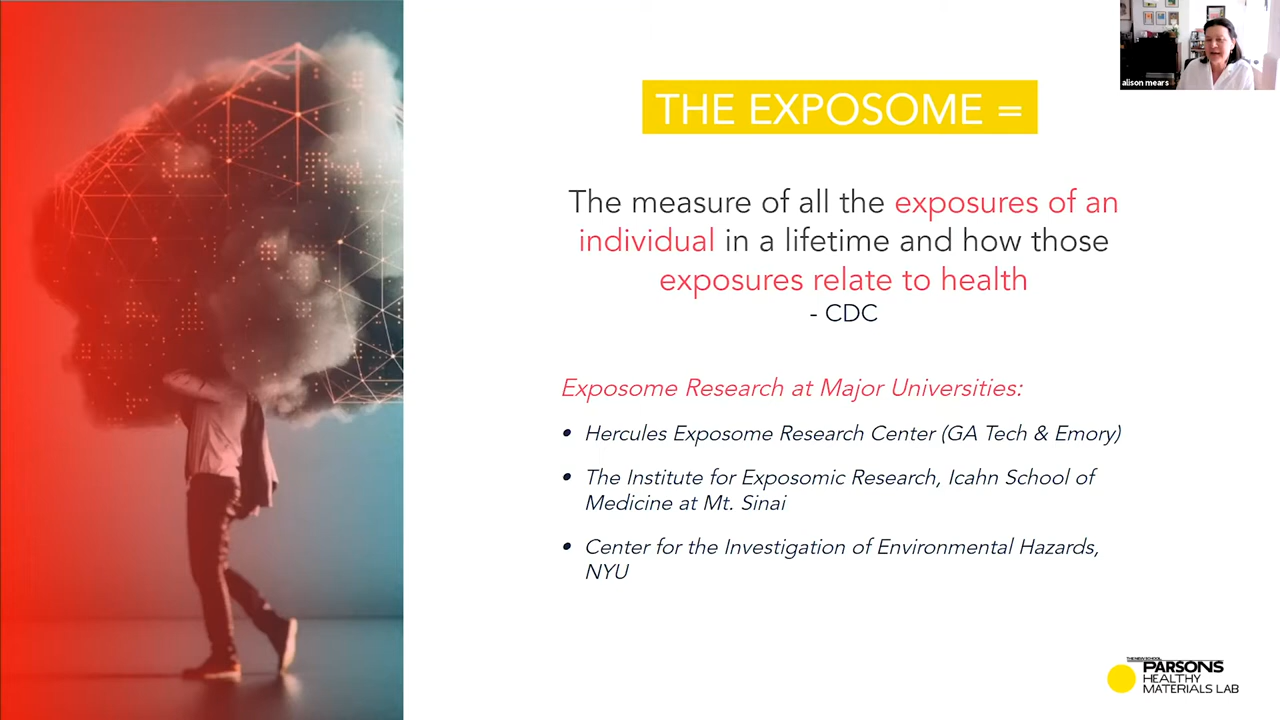 alison mears
THE EXPOSOME =
The measure of all the exposures of an
individual in a lifetime and how those
exposures relate to health
- CDC
Exposome Research at Major Universities:
• Hercules Exposome Research Center (GA Tech & Emory)
• The Institute for Exposomic Research, Icahn School of
Medicine at Mt. Sinai
• Center for the Investigation of Environmental Hazards,
NYU
THE NEW SCHOOL
PARSONS
HEALTHY
MATERIALS LAB